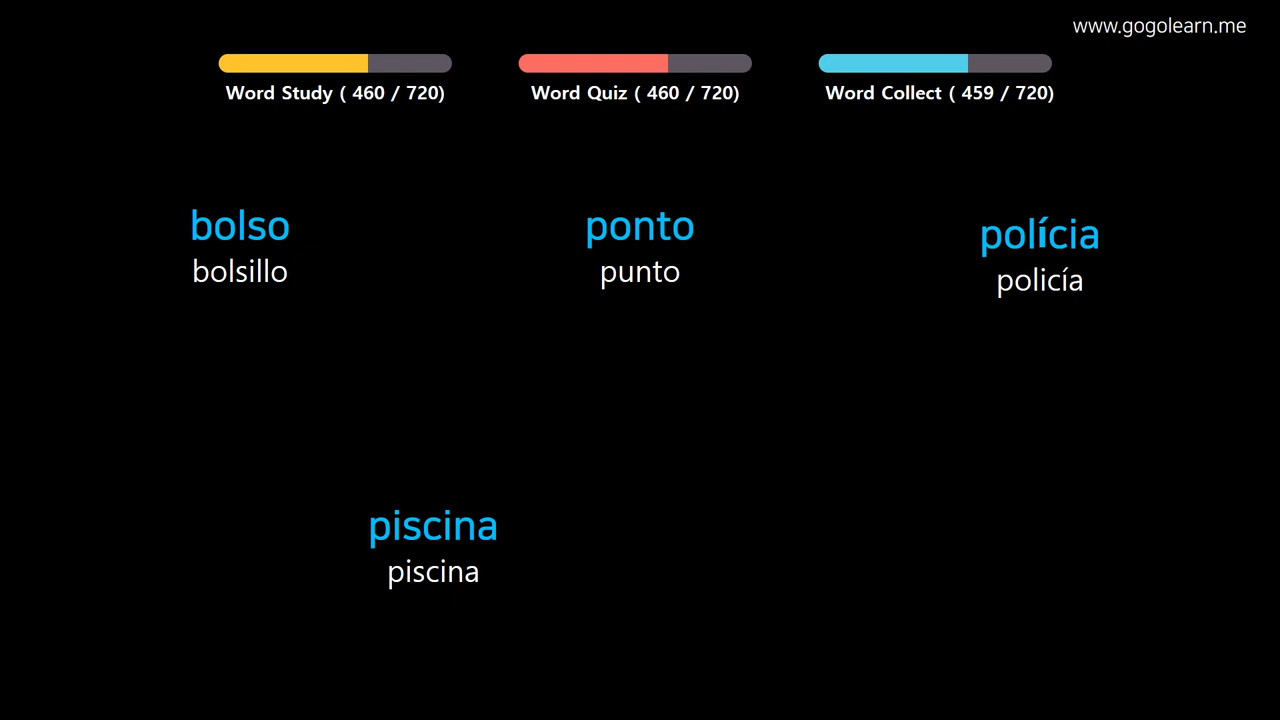 www.gogolearn.me
Word Study ( 460 / 720)
Word Quiz ( 460 / 720)
Word Collect ( 459 / 720)
bolso
bolsillo
ponto
punto
polícia
policía
piscina
piscina